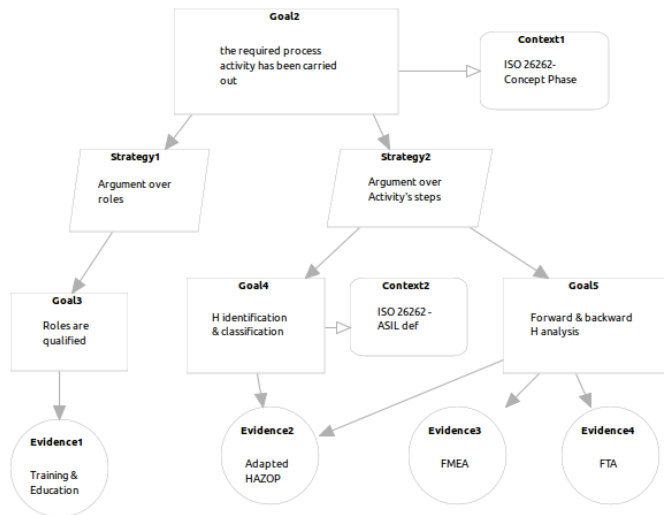 Goal2
the required process
activity has been carried
out
Context1
ISO 26262-
Concept Phase
Strategy1
Argument over
roles
Strategy2
Argument over
Activity's steps
Goal3
Roles are
qualified
Goal4
H identification
& classification
Context2
ISO 26262 -
ASIL def
Goal5
Forward & backward
H analysis
Evidence1
Training &
Education
Evidence2
Adapted
HAZOP
Evidence3
FMEA
Evidence4
FTA